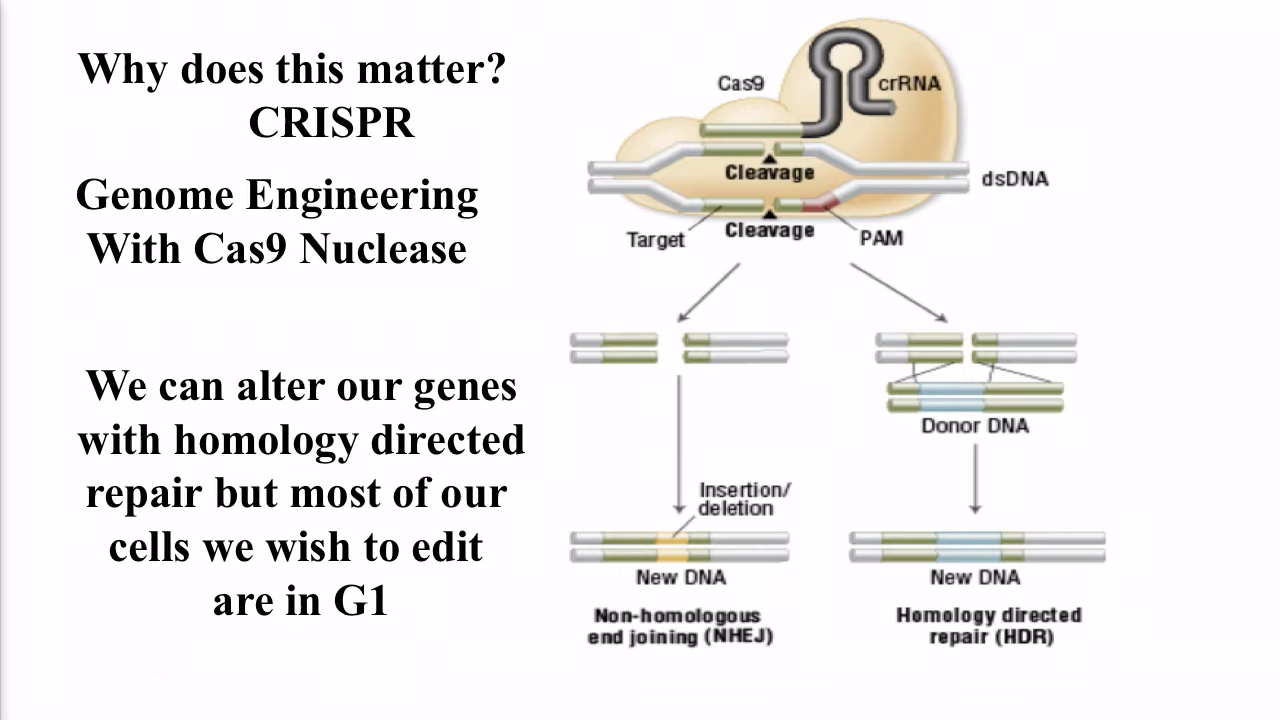 Why does this matter?
CRISPR
Genome Engineering
With Cas9 Nuclease
We can alter our genes
with homology directed
repair but most of our
cells we wish to edit
are in G1
Cas9
crRNA
Cleavage
dsDNA
Target
Cleavage
PAM
Donor DNA
Insertion/
deletion
New DNA
New DNA
Non-homologous
end joining (NHEJ)
Homology directed
repair (HDR)